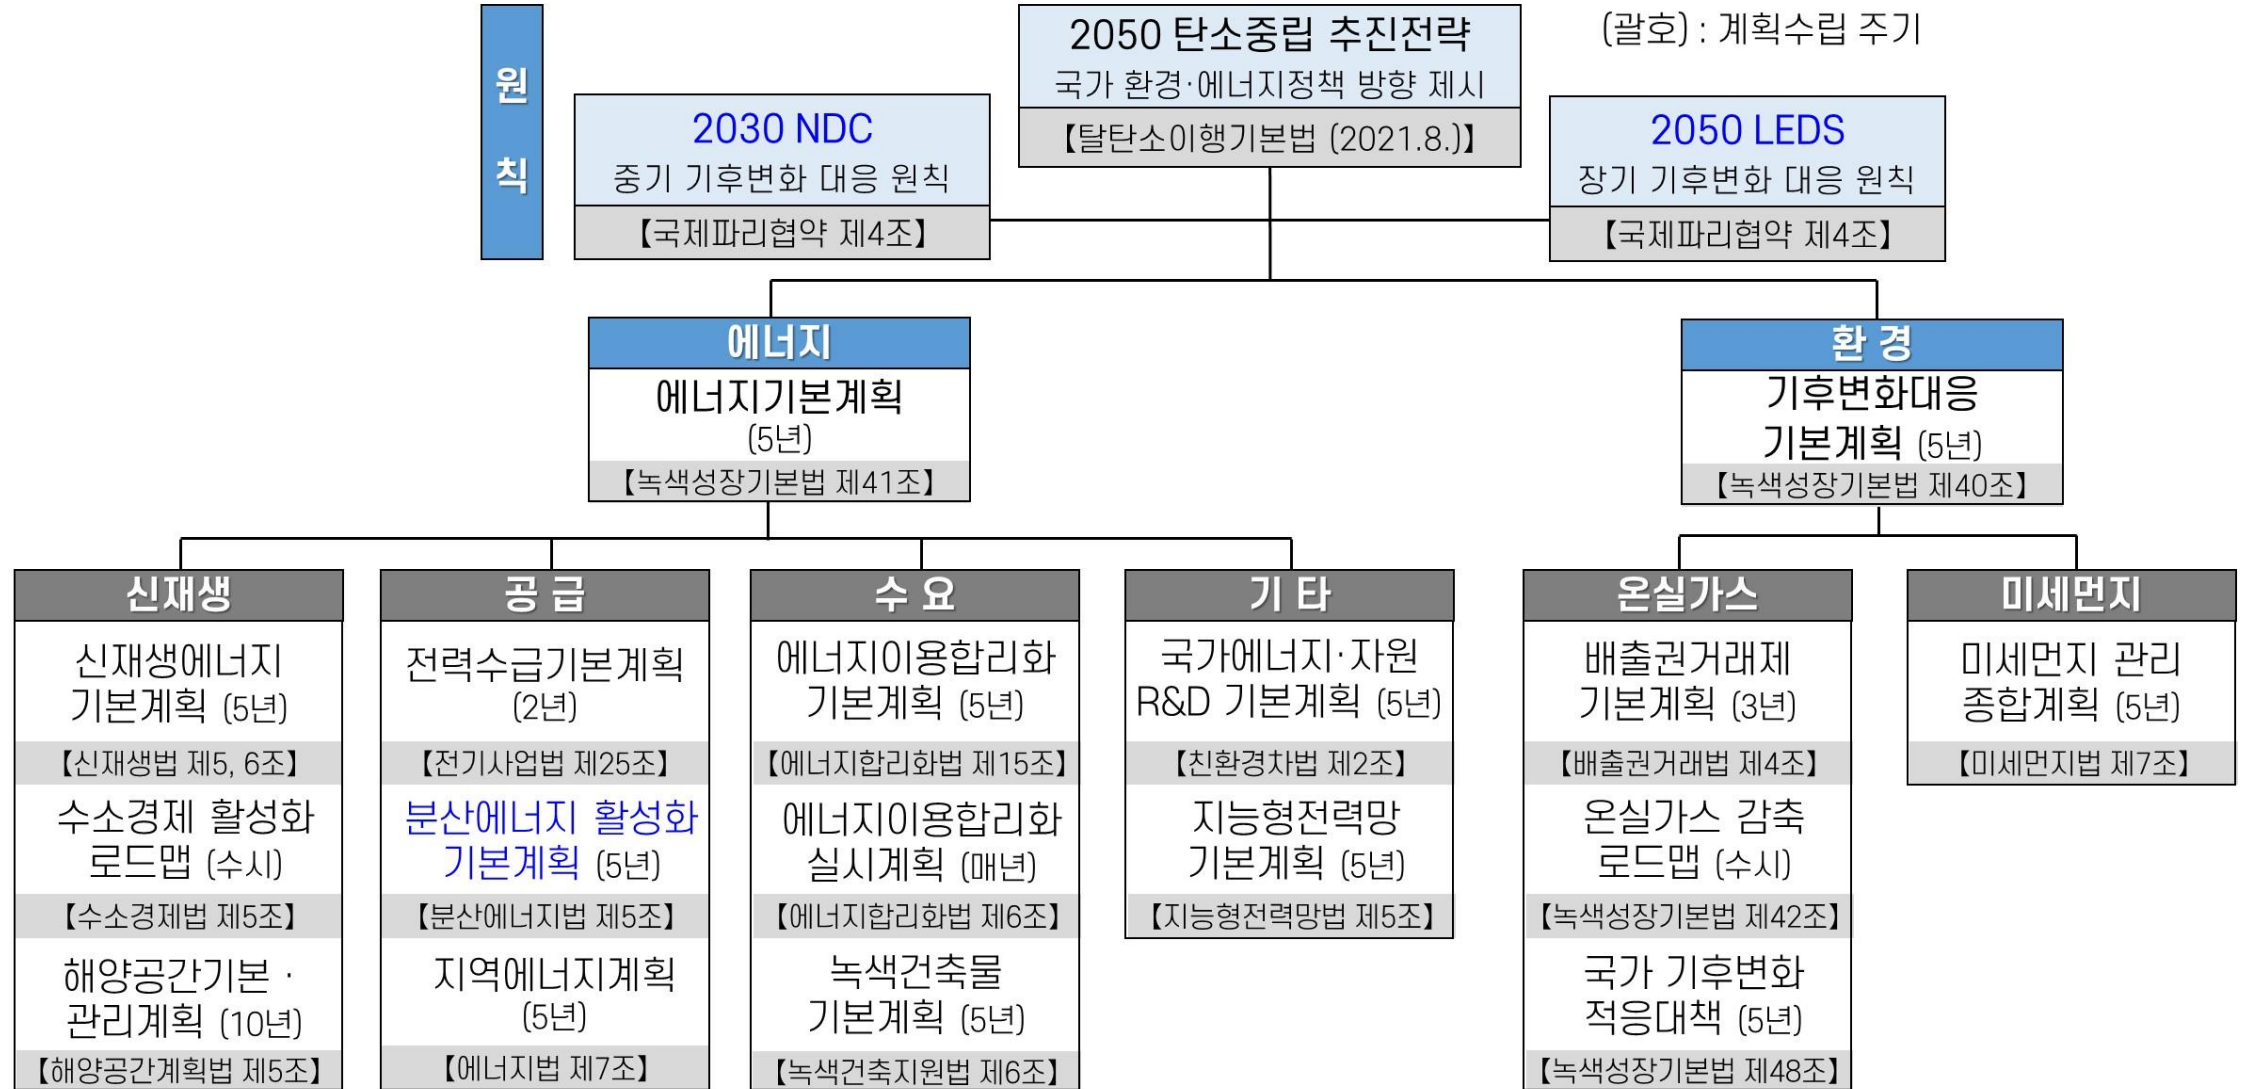 원
칙
2050 탄소중립 추진전략
국가 환경·에너지정책 방향 제시
【탈탄소이행기본법 (2021.8.)】
(괄호) : 계획수립 주기
2030 NDC
중기 기후변화 대응 원칙
【국제파리협약 제4조】
2050 LEDS
장기 기후변화 대응 원칙
【국제파리협약 제4조】
에너지
에너지기본계획
(5년)
【녹색성장기본법 제41조】
환 경
기후변화대응
기본계획 (5년)
【녹색성장기본법 제40조】
신재생
신재생에너지
기본계획 (5년)
【신재생법 제5, 6조】
수소경제 활성화
로드맵 (수시)
【수소경제법 제5조】
해양공간기본 ·
관리계획 (10년)
【해양공간계획법 제5조】
공 급
전력수급기본계획
(2년)
【전기사업법 제25조】
분산에너지 활성화
기본계획 (5년)
【분산에너지법 제5조】
지역에너지계획
(5년)
【에너지법 제7조】
수 요
에너지이용합리화
기본계획 (5년)
【에너지합리화법 제15조】
에너지이용합리화
실시계획 (매년)
【에너지합리화법 제6조】
녹색건축물
기본계획 (5년)
【녹색건축지원법 제6조】
기 타
국가에너지·자원
R&D 기본계획 (5년)
【친환경차법 제2조】
지능형전력망
기본계획 (5년)
【지능형전력망법 제5조】
온실가스
배출권거래제
기본계획 (3년)
【배출권거래법 제4조】
온실가스 감축
로드맵 (수시)
【녹색성장기본법 제42조】
국가 기후변화
적응대책 (5년)
【녹색성장기본법 제48조】
미세먼지
미세먼지 관리
종합계획 (5년)
【미세먼지법 제7조】